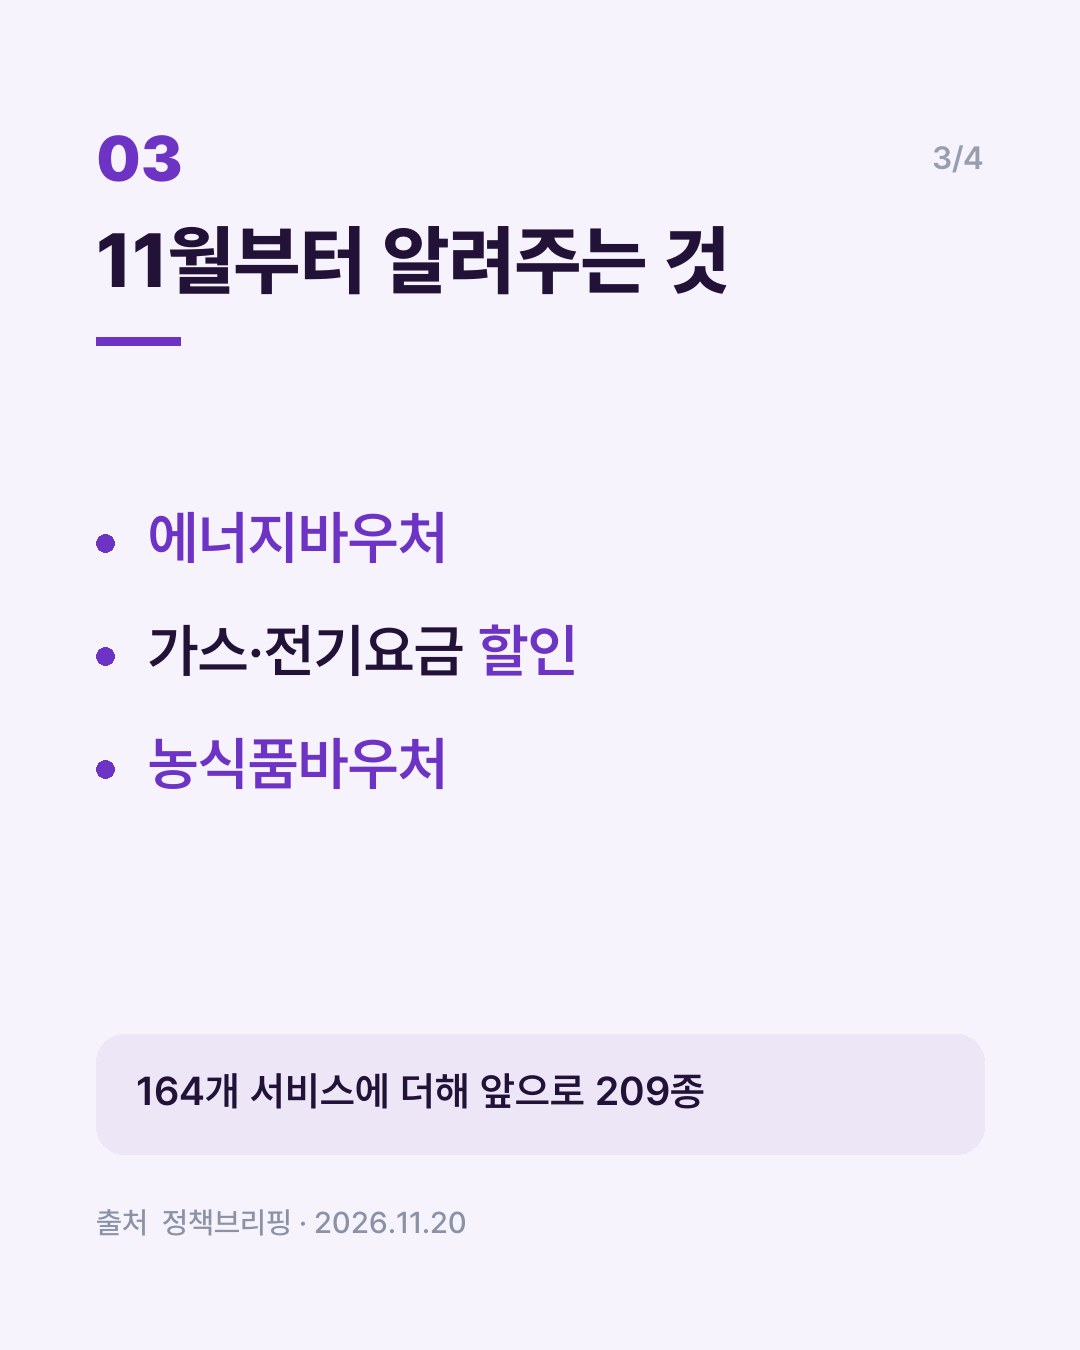 03
3/4
11월부터 알려주는 것
• 에너지바우처
• 가스·전기요금 할인
• 농식품바우처
164개 서비스에 더해 앞으로 209종
출처 정책브리핑 · 2026.11.20